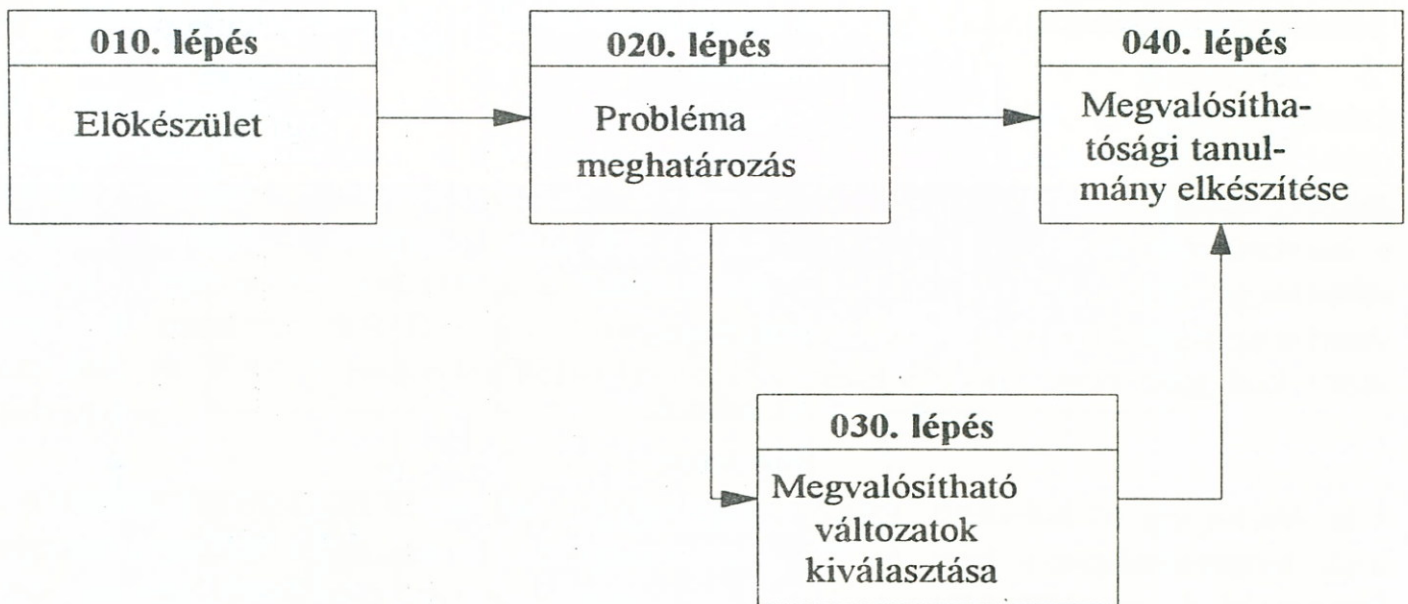 010. lépés
Elõkészület
020. lépés
Probléma
meghatározás
040. lépés
Megvalósítha-
tósági tanul-
mány elkészítése
030. lépés
Megvalósítható
változatok
kiválasztása